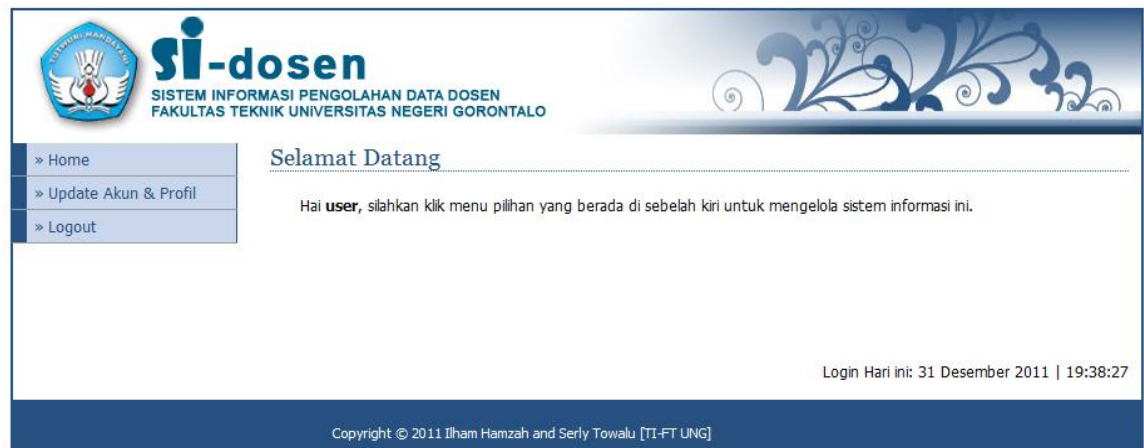 TUTWURI HANDAYANI
si-dosen
SISTEM INFORMASI PENGOLAHAN DATA DOSEN
FAKULTAS TEKNIK UNIVERSITAS NEGERI GORONTALO
» Home
» Update Akun & Profil
» Logout
Selamat Datang
Hai user, silahkan klik menu pilihan yang berada di sebelah kiri untuk mengelola sistem informasi ini.
Login Hari ini: 31 Desember 2011 | 19:38:27
Copyright © 2011 Ilham Hamzah and Serly Towalu [TI-FT UNG]